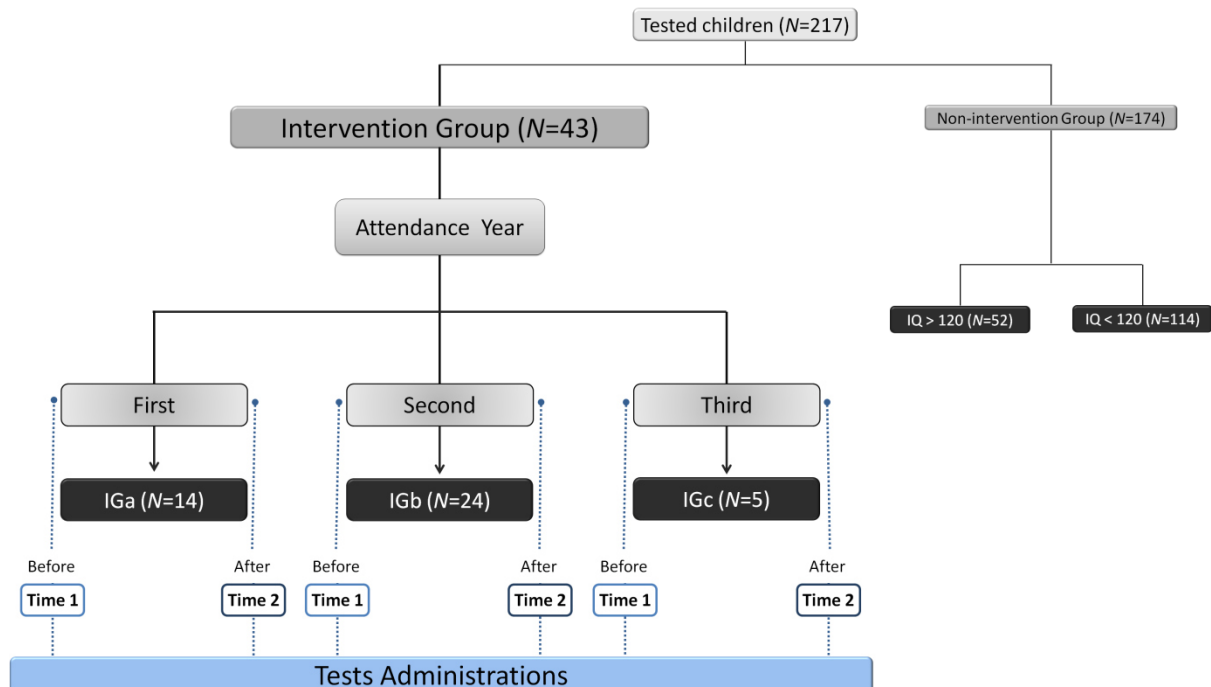 Tested children (N=217)
Intervention Group (N=43)
Non-intervention Group (N=174)
Attendance Year
IQ > 120 (N=52)
IQ < 120 (N=114)
First
Second
Third
IGa (N=14)
IGb (N=24)
IGc (N=5)
Before
After
Before
After
Before
After
Time 1
Time 2
Time 1
Time 2
Time 1
Time 2
Tests Administrations